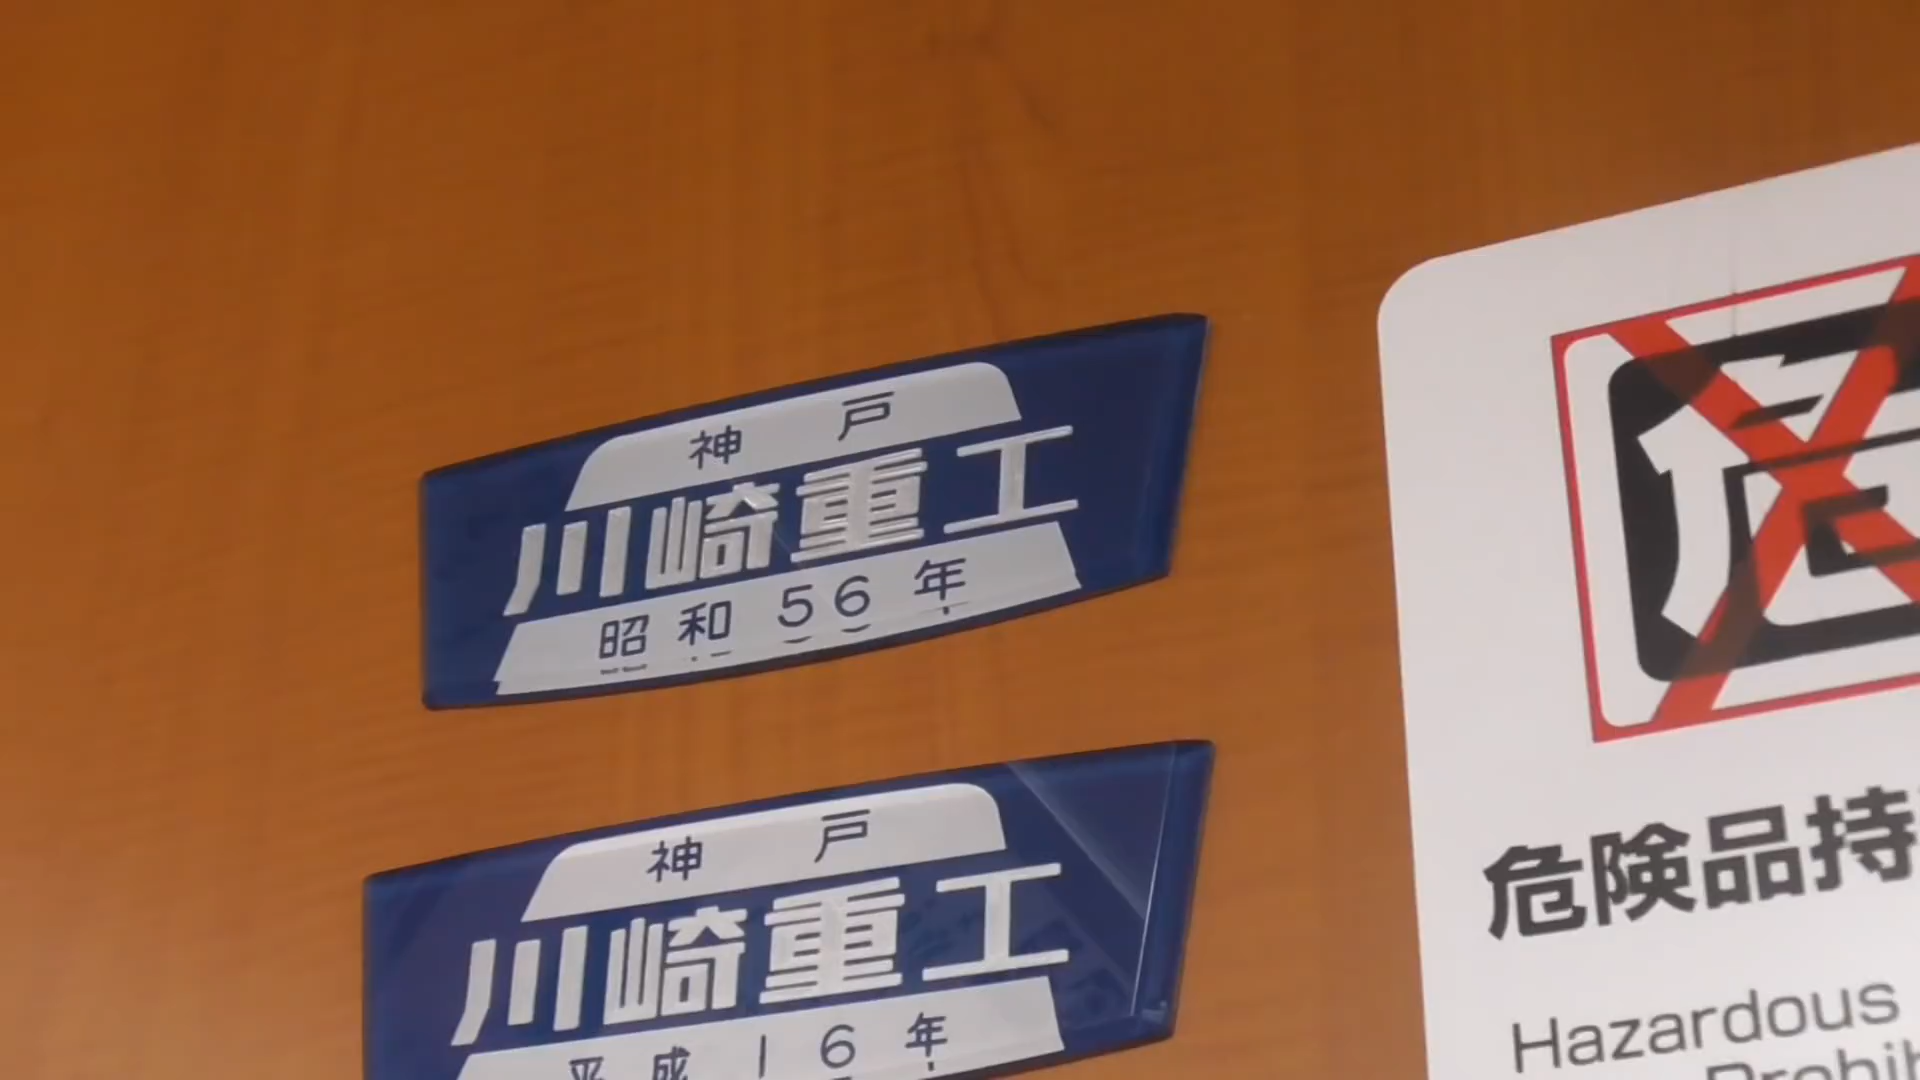 神戸
川崎重工
昭和56年
神戸
川崎重工
平成16年
危
危険品持
Hazardous